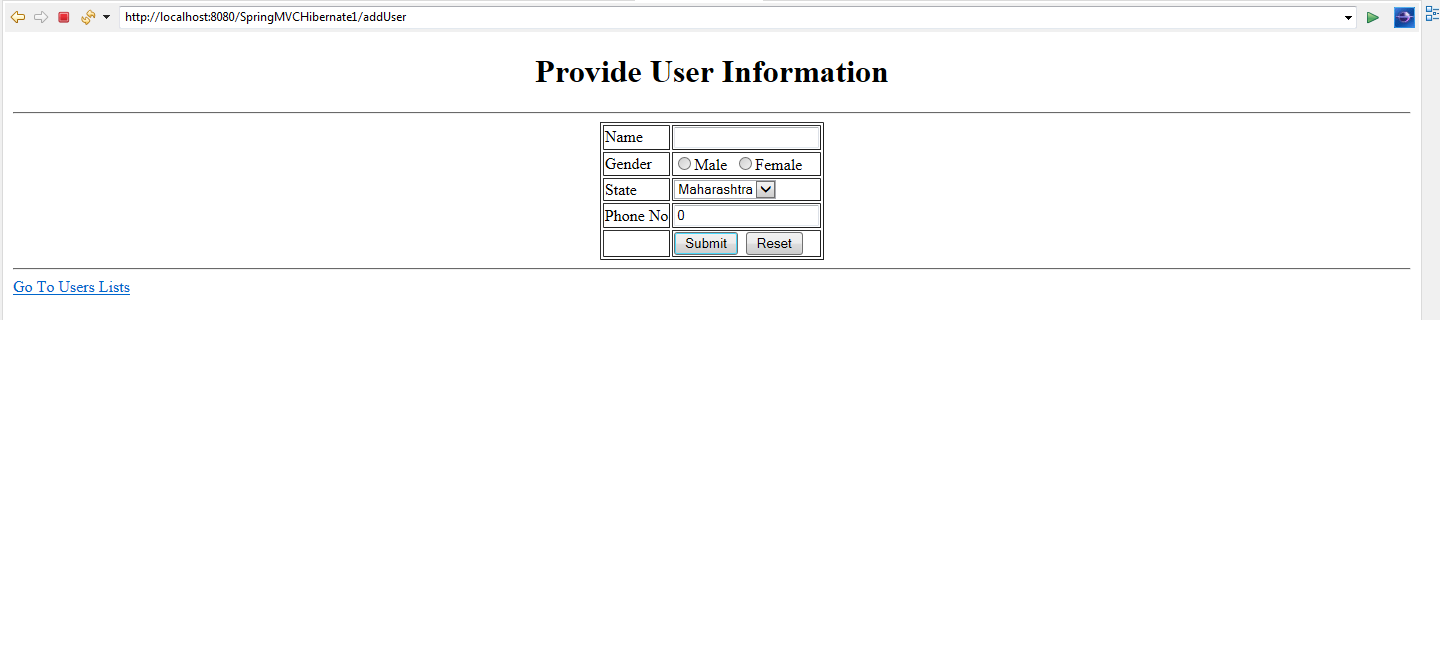 http://localhost:8080/SpringMVCHibernate1/addUser
Provide User Information
Name
Gender Male Female
State Maharashtra
Phone No 0
Submit Reset
Go To Users Lists